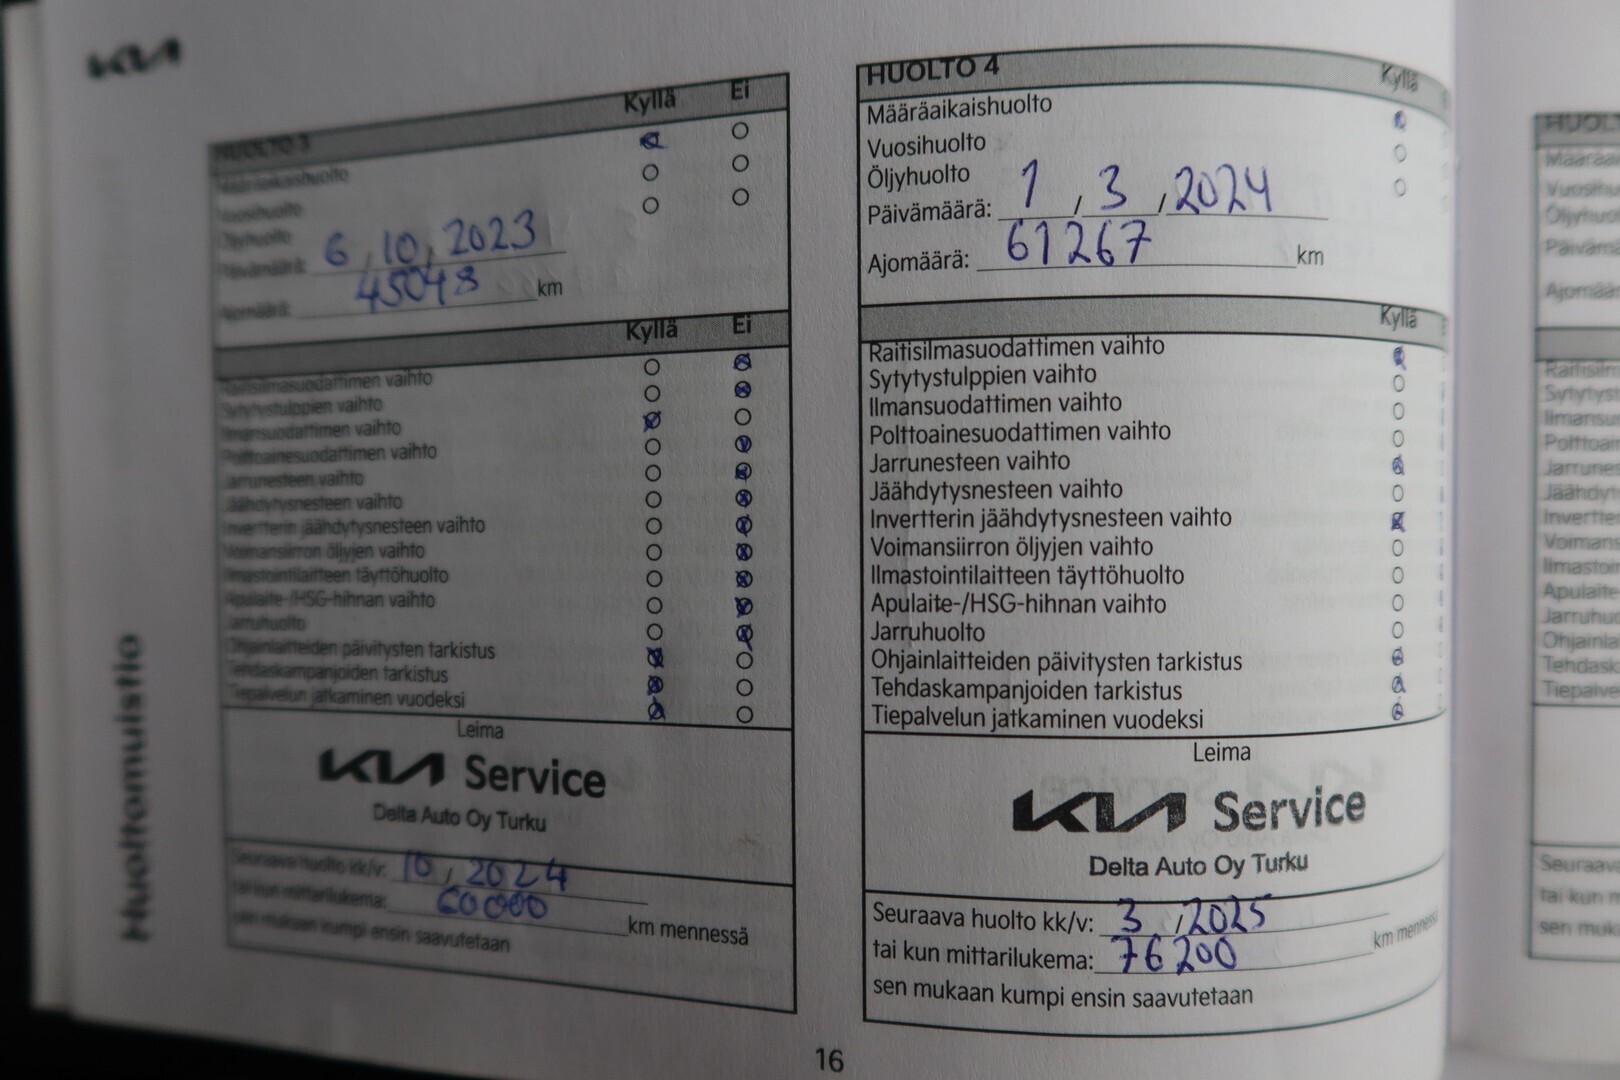 KIA
Huoltomuistio
HUOLTO 3
Kyllä Ei
Määräaikaishuolto
Vuosihuolto
Öljyhuolto
Päivämäärä: 6, 10, 2023
Ajomäärä: 45048 km
Kyllä Ei
Raitisilmasuodattimen vaihto
Sytytystulppien vaihto
Ilmansuodattimen vaihto
Polttoainesuodattimen vaihto
Jarrunesteen vaihto
Jäähdytysnesteen vaihto
Invertterin jäähdytysnesteen vaihto
Voimansiirron öljyjen vaihto
Ilmastointilaitteen täyttöhuolto
Apulaite-/HSG-hihnan vaihto
Jarruhuolto
Ohjainlaitteiden päivitysten tarkistus
Tehdaskampanjoiden tarkistus
Tiepalvelun jatkaminen vuodeksi
Leima
KIA Service
Delta Auto Oy Turku
Seuraava huolto kk/v: 10, 2024
tai kun mittarilukema: 60000 km mennessä
sen mukaan kumpi ensin saavutetaan
HUOLTO 4
Kyllä
Määräaikaishuolto
Vuosihuolto
Öljyhuolto
Päivämäärä: 1, 3, 2024
Ajomäärä: 61267 km
Kyllä
Raitisilmasuodattimen vaihto
Sytytystulppien vaihto
Ilmansuodattimen vaihto
Polttoainesuodattimen vaihto
Jarrunesteen vaihto
Jäähdytysnesteen vaihto
Invertterin jäähdytysnesteen vaihto
Voimansiirron öljyjen vaihto
Ilmastointilaitteen täyttöhuolto
Apulaite-/HSG-hihnan vaihto
Jarruhuolto
Ohjainlaitteiden päivitysten tarkistus
Tehdaskampanjoiden tarkistus
Tiepalvelun jatkaminen vuodeksi
Leima
KIA Service
Delta Auto Oy Turku
Seuraava huolto kk/v: 3, 2025
tai kun mittarilukema: 76200 km mennessä
sen mukaan kumpi ensin saavutetaan
16